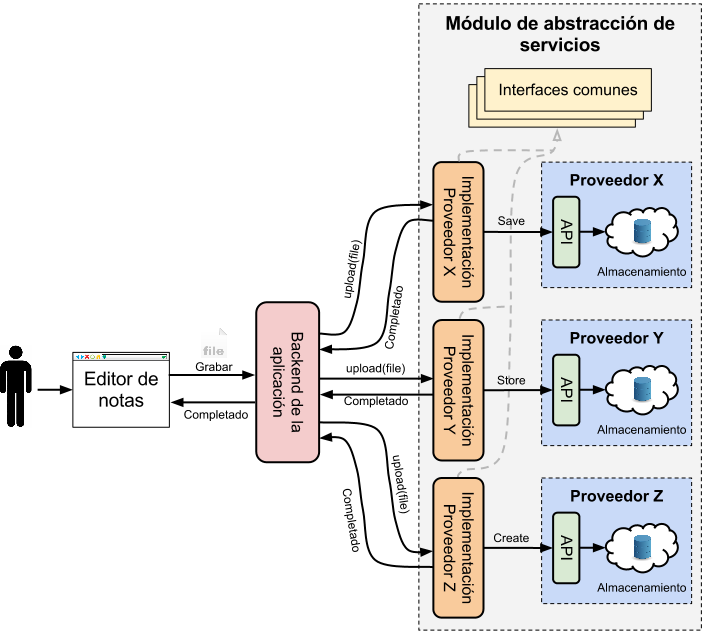 Módulo de abstracción de
servicios
Interfaces comunes
Implementación
Proveedor X
Save
Proveedor X
API
Almacenamiento
upload(file)
Completado
Editor de
notas
file
Grabar
Completado
Backend de la
aplicación
upload(file)
Completado
Implementación
Proveedor Y
Store
Proveedor Y
API
Almacenamiento
upload(file)
Completado
Implementación
Proveedor Z
Create
Proveedor Z
API
Almacenamiento